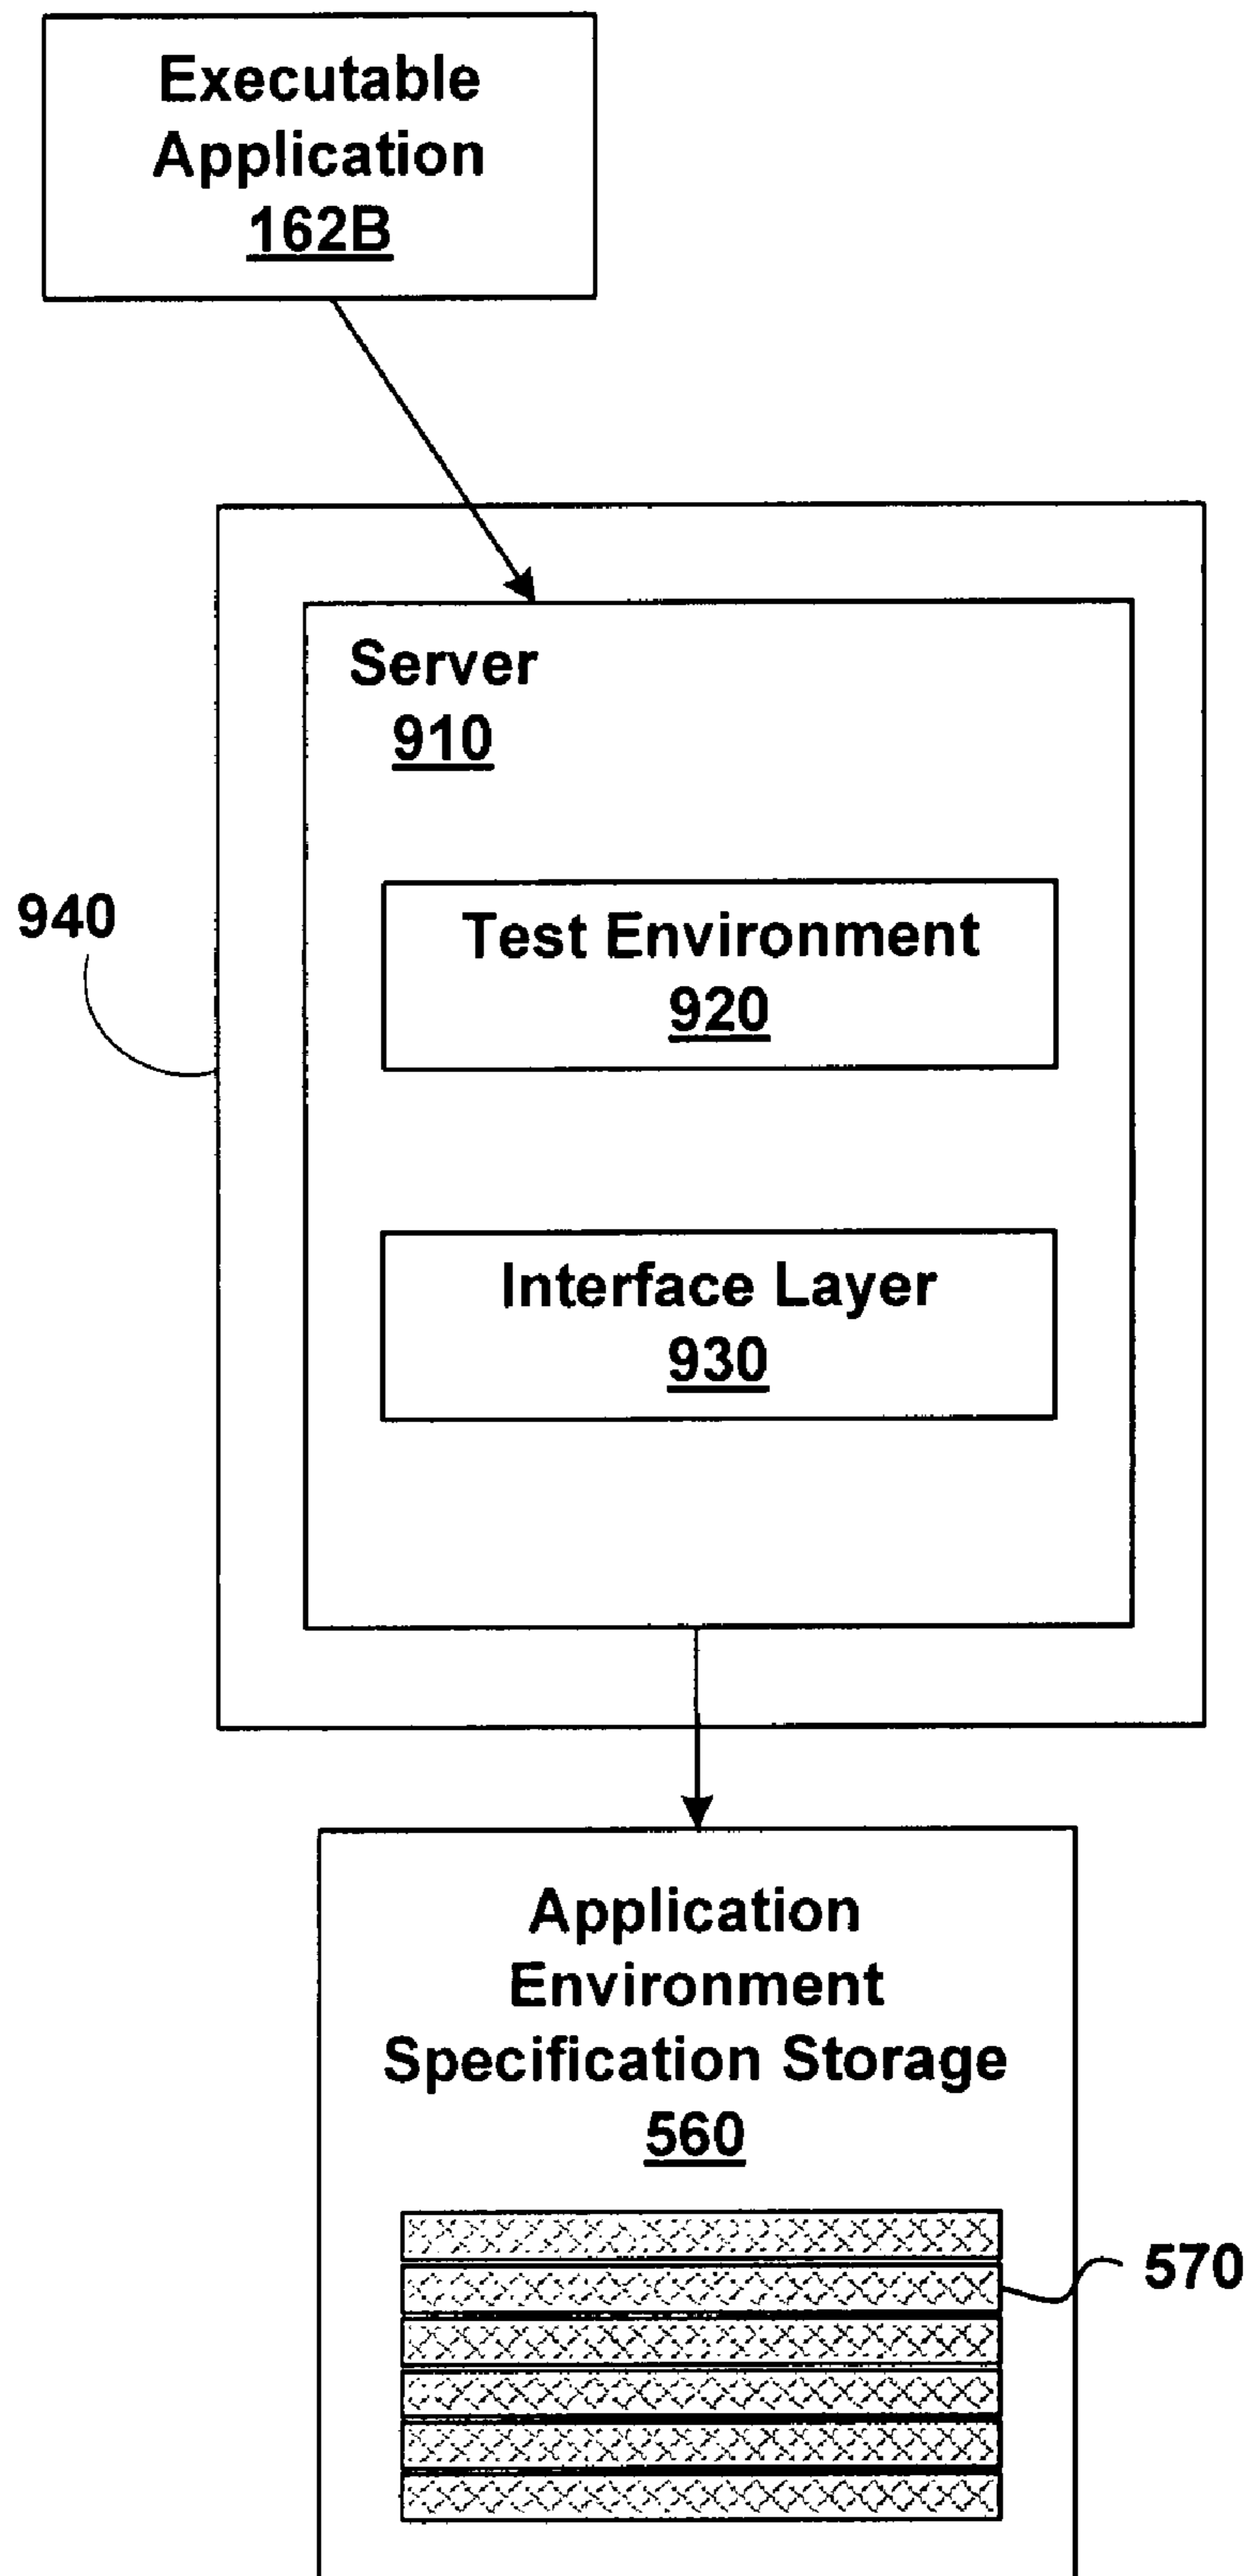 Executable
Application
162B
Server
910
940
Test Environment
920
Interface Layer
930
Application
Environment
Specification Storage
560
570